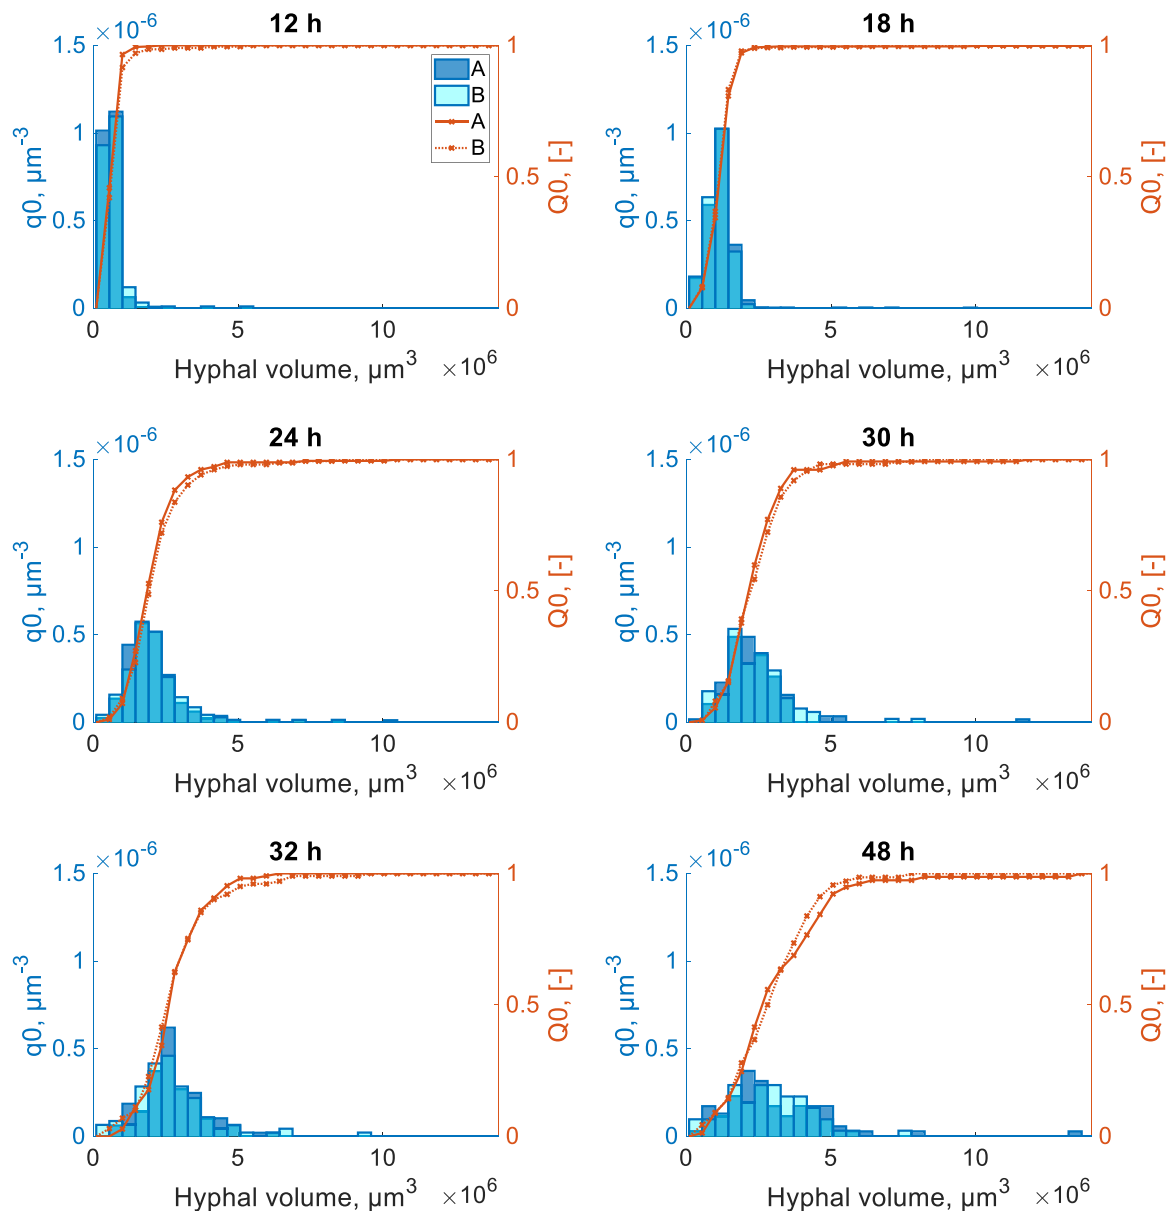 12 h
×10⁻⁶
1.5
1
0.5
0
q0, µm⁻³
1
0.5
0
Q0, [-]
A
B
A
B
0 5 10
Hyphal volume, µm³ ×10⁶
18 h
×10⁻⁶
1.5
1
0.5
0
q0, µm⁻³
1
0.5
0
Q0, [-]
0 5 10
Hyphal volume, µm³ ×10⁶
24 h
×10⁻⁶
1.5
1
0.5
0
q0, µm⁻³
1
0.5
0
Q0, [-]
0 5 10
Hyphal volume, µm³ ×10⁶
30 h
×10⁻⁶
1.5
1
0.5
0
q0, µm⁻³
1
0.5
0
Q0, [-]
0 5 10
Hyphal volume, µm³ ×10⁶
32 h
×10⁻⁶
1.5
1
0.5
0
q0, µm⁻³
1
0.5
0
Q0, [-]
0 5 10
Hyphal volume, µm³ ×10⁶
48 h
×10⁻⁶
1.5
1
0.5
0
q0, µm⁻³
1
0.5
0
Q0, [-]
0 5 10
Hyphal volume, µm³ ×10⁶